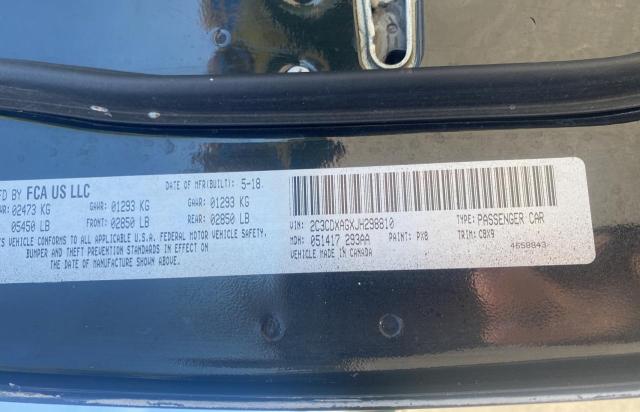 FD BY FCA US LLC
DATE OF MFR(BUILT): 5-18.
GAWR: 01293 KG GAWR: 01293 KG
02473 KG
05450 LB FRONT: 02850 LB REAR: 02850 LB
VEHICLE CONFORMS TO ALL APPLICABLE U.S.A. FEDERAL MOTOR VEHICLE SAFETY,
BUMPER AND THEFT PREVENTION STANDARDS IN EFFECT ON
THE DATE OF MANUFACTURE SHOWN ABOVE.
VIN: 2C3CDXAGXJH298810 TYPE: PASSENGER CAR
MDH: 051417 293AA PAINT: PX8 TRIM: C8X9
VEHICLE MADE IN CANADA
4658843